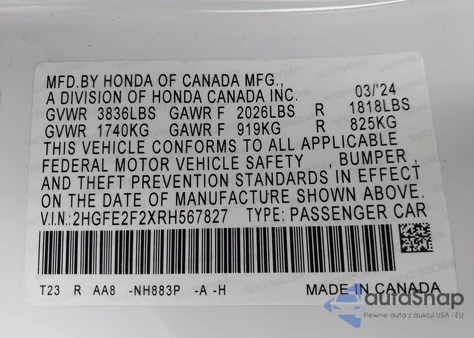 MFD.BY HONDA OF CANADA MFG.,
A DIVISION OF HONDA CANADA INC. 03/'24
GVWR 3836LBS GAWR F 2026LBS R 1818LBS
GVWR 1740KG GAWR F 919KG R 825KG
THIS VEHICLE CONFORMS TO ALL APPLICABLE
FEDERAL MOTOR VEHICLE SAFETY , BUMPER ,
AND THEFT PREVENTION STANDARDS IN EFFECT
ON THE DATE OF MANUFACTURE SHOWN ABOVE.
V.I.N:2HGFE2F2XRH567827 TYPE: PASSENGER CAR
T23 R AA8 -NH883P -A -H MADE IN CANADA
autoSnap
Pewne auta z aukcji USA i EU